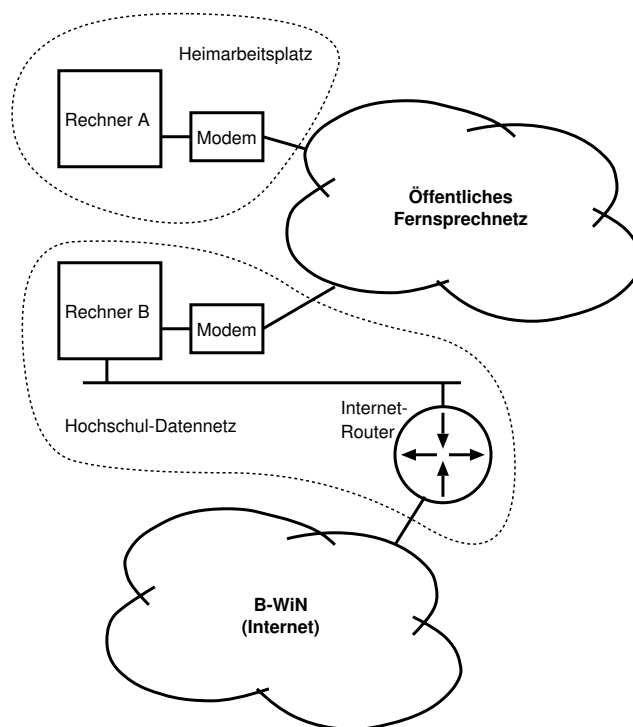 Heimarbeitsplatz
Rechner A
Modem
Öffentliches
Fernsprechnetz
Rechner B
Modem
Internet-
Router
Hochschul-Datennetz
B-WiN
(Internet)